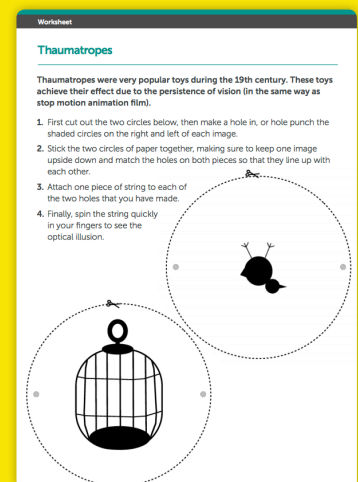 Worksheet
Thaumatropes
Thaumatropes were very popular toys during the 19th century. These toys
achieve their effect due to the persistence of vision (in the same way as
stop motion animation film).
1. First cut out the two circles below, then make a hole in, or hole punch the
shaded circles on the right and left of each image.
2. Stick the two circles of paper together, making sure to keep one image
upside down and match the holes on both pieces so that they line up with
each other.
3. Attach one piece of string to each of
the two holes that you have made.
4. Finally, spin the string quickly
in your fingers to see the
optical illusion.